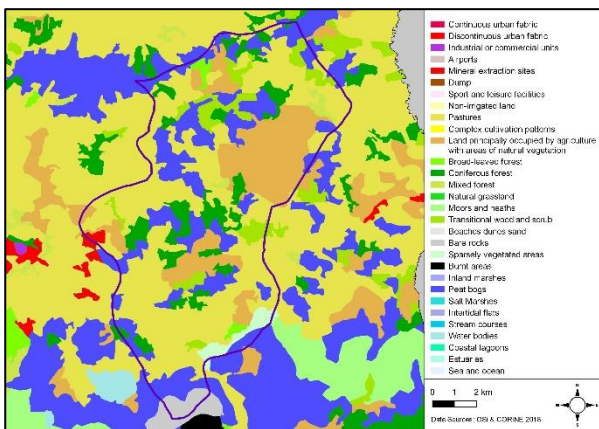 Continuous urban fabric
Discontinuous urban fabric
Industrial or commercial units
Airports
Mineral extraction sites
Dump
Sport and leisure facilities
Non-irrigated land
Pastures
Complex cultivation patterns
Land principally occupied by agriculture
with areas of natural vegetation
Broad-leaved forest
Coniferous forest
Mixed forest
Natural grassland
Moors and heaths
Transitional wood and scrub
Beaches dunes sand
Bare rocks
Sparsely vegetated areas
Burnt areas
Inland marshes
Peat bogs
Salt Marshes
Intertidal flats
Stream courses
Water bodies
Coastal lagoons
Estuaries
Sea and ocean
0 1 2 km
Data Sources: OSi & CORINE 2018